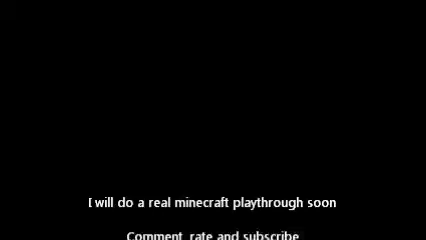 I will do a real minecraft playthrough soon
Comment, rate and subscribe